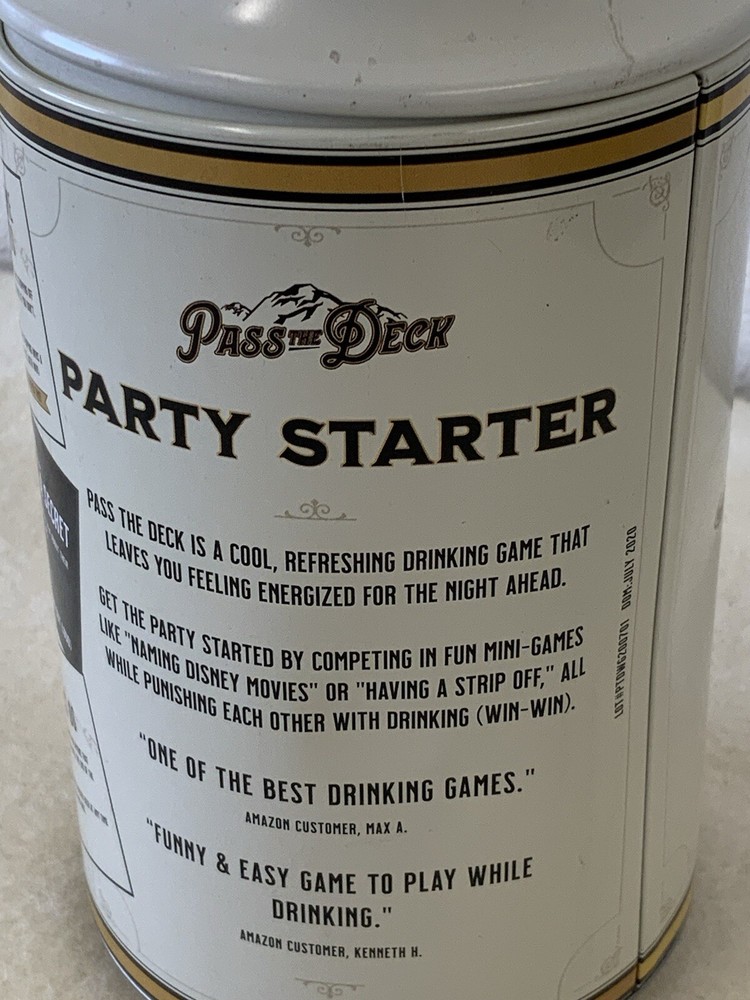 PASS THE DECK
PARTY STARTER
PASS THE DECK IS A COOL, REFRESHING DRINKING GAME THAT
LEAVES YOU FEELING ENERGIZED FOR THE NIGHT AHEAD.
GET THE PARTY STARTED BY COMPETING IN FUN MINI-GAMES
LIKE "NAMING DISNEY MOVIES" OR "HAVING A STRIP OFF," ALL
WHILE PUNISHING EACH OTHER WITH DRINKING (WIN-WIN).
"ONE OF THE BEST DRINKING GAMES."
AMAZON CUSTOMER, MAX A.
"FUNNY & EASY GAME TO PLAY WHILE
DRINKING."
AMAZON CUSTOMER, KENNETH H.
DOM: JULY 2020
SECRET